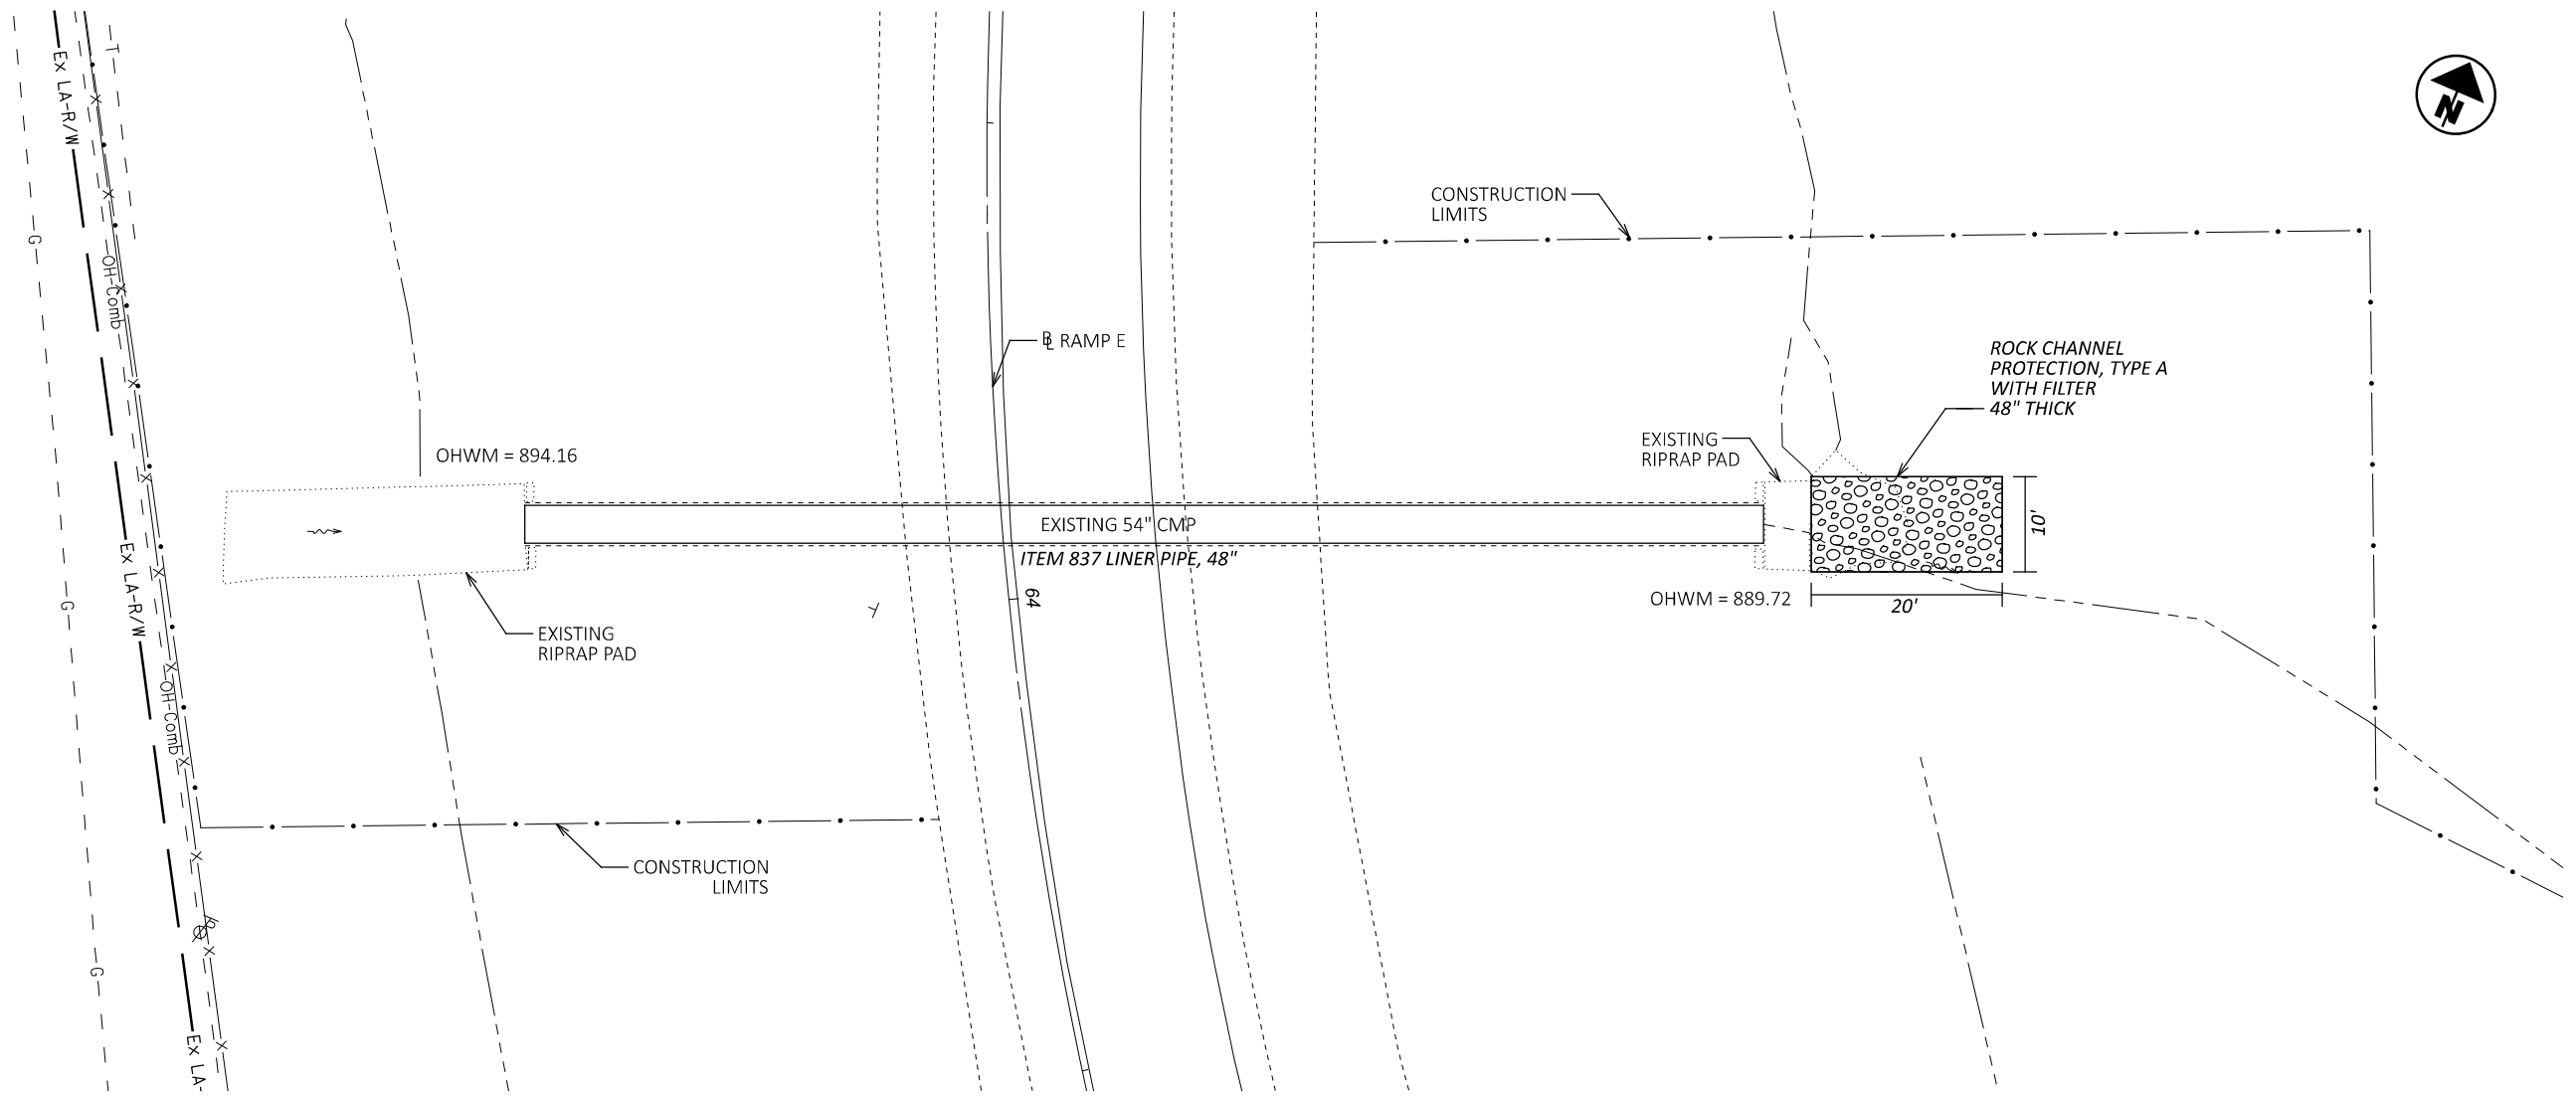 T
Ex LA-R/W
N
CONSTRUCTION
LIMITS
G
OH-Comb
℄ RAMP E
ROCK CHANNEL
PROTECTION, TYPE A
WITH FILTER
48" THICK
OHWM = 894.16
EXISTING
RIPRAP PAD
EXISTING 54" CMP
10'
ITEM 837 LINER PIPE, 48"
Ex LA-R/W
64
OHWM = 889.72
20'
G
EXISTING
RIPRAP PAD
OH-Comb
CONSTRUCTION
LIMITS
G
Ex LA-